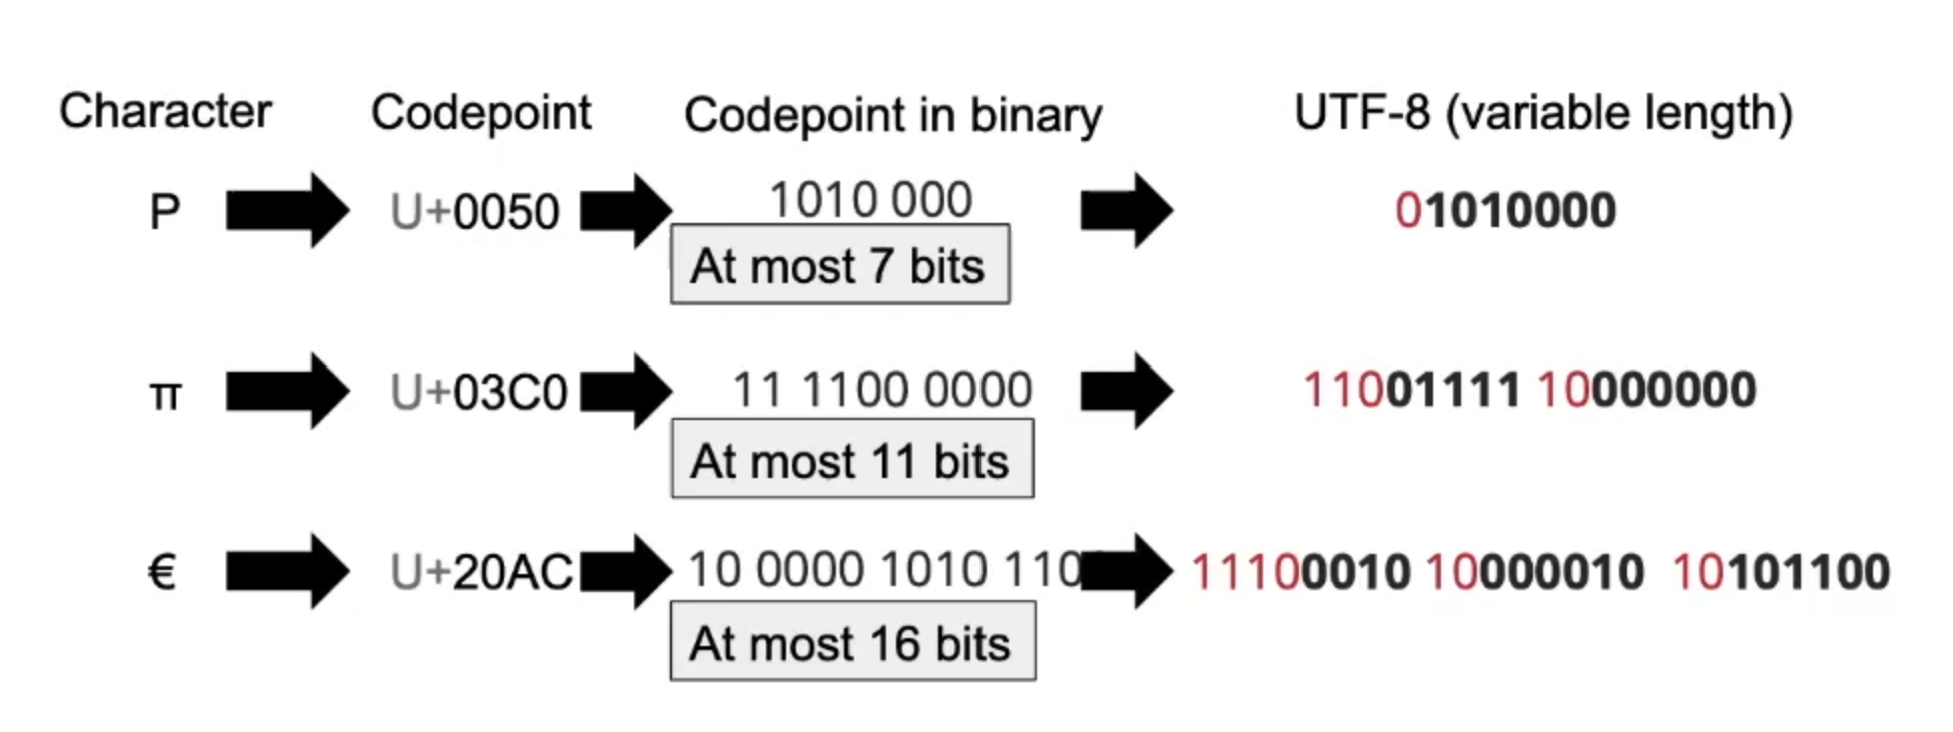 Character Codepoint Codepoint in binary UTF-8 (variable length)
P U+0050 1010 000 01010000
At most 7 bits
π U+03C0 11 1100 0000 11001111 10000000
At most 11 bits
€ U+20AC 10 0000 1010 110 11100010 10000010 10101100
At most 16 bits